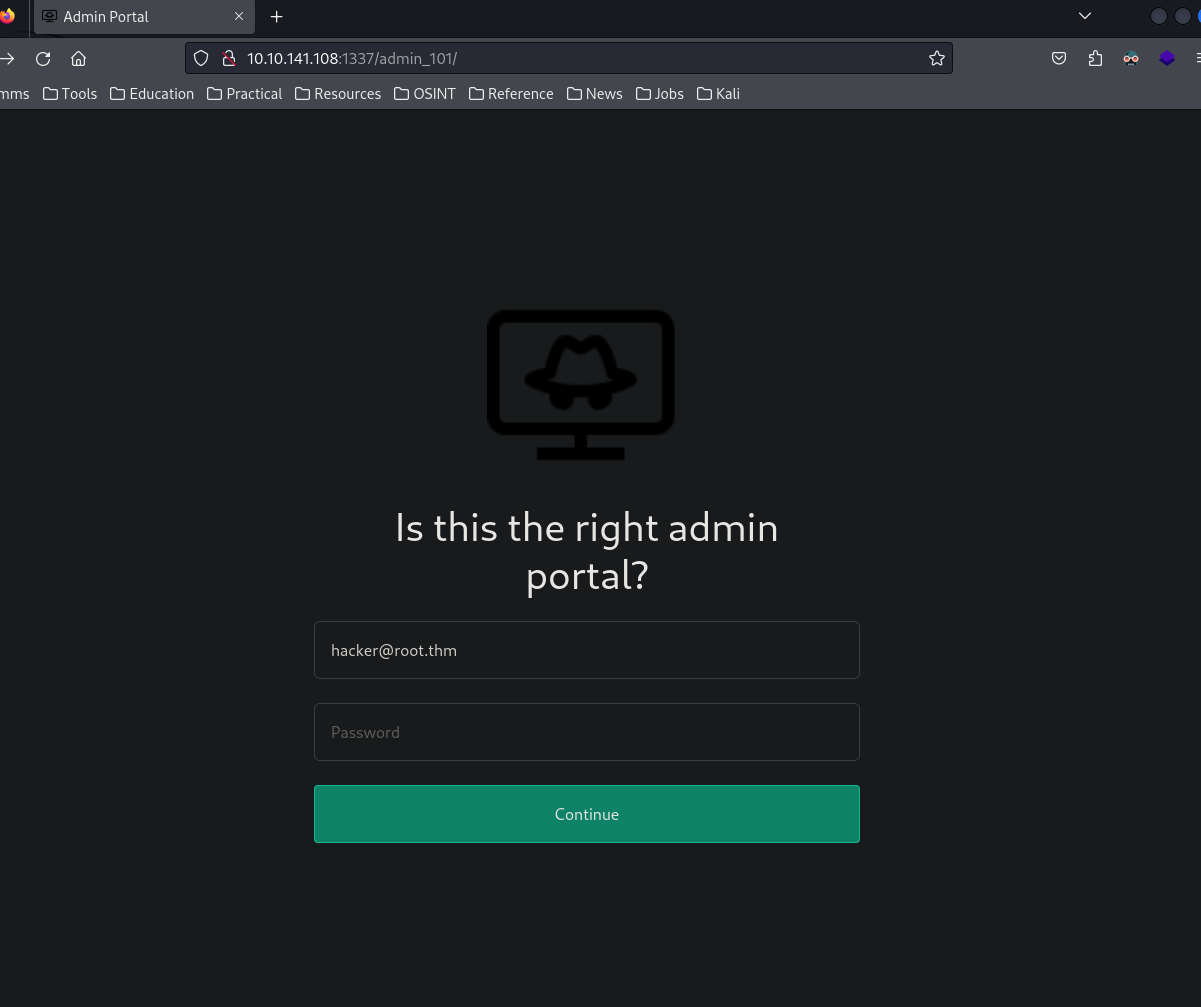 Admin Portal
10.10.141.108:1337/admin_101/
mms Tools Education Practical Resources OSINT Reference News Jobs Kali
Is this the right admin
portal?
hacker@root.thm
Password
Continue